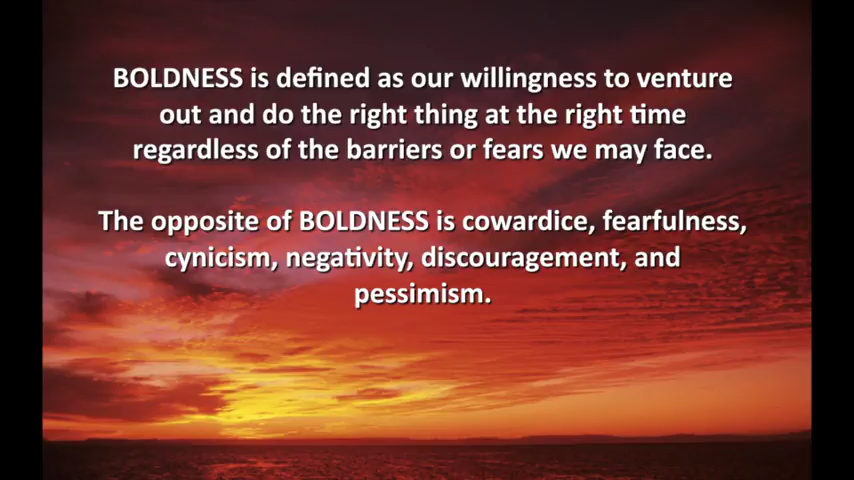 BOLDNESS is defined as our willingness to venture
out and do the right thing at the right time
regardless of the barriers or fears we may face.
The opposite of BOLDNESS is cowardice, fearfulness,
cynicism, negativity, discouragement, and
pessimism.